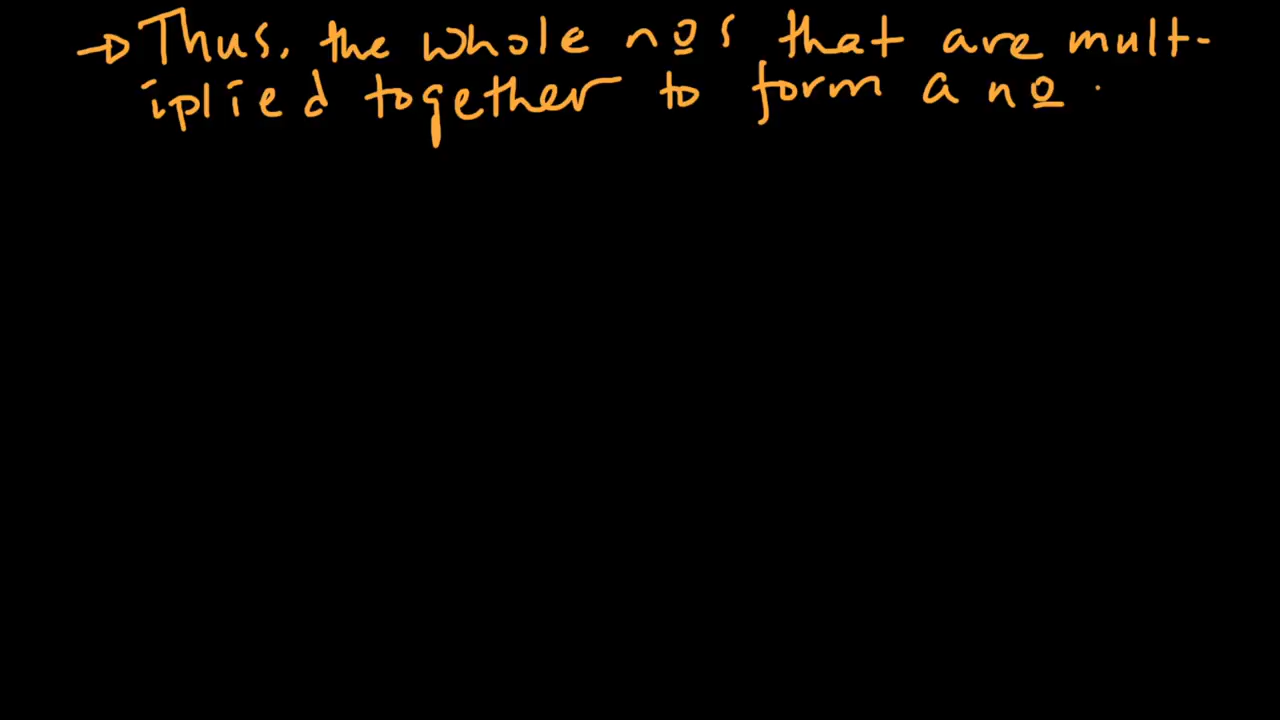 → Thus, the whole nos that are mult-
iplied together to form a no.